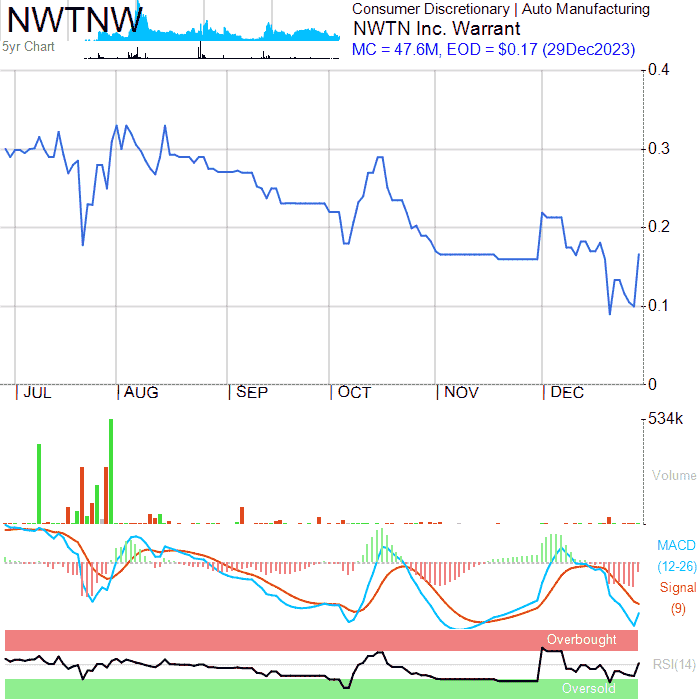 NWTNW
5yr Chart
Consumer Discretionary | Auto Manufacturing
NWTN Inc. Warrant
MC = 47.6M, EOD = $0.17 (29Dec2023)
0.4
0.3
0.2
0.1
0
JUL AUG SEP OCT NOV DEC
534k
Volume
MACD
(12-26)
Signal
(9)
Overbought
RSI(14)
Oversold